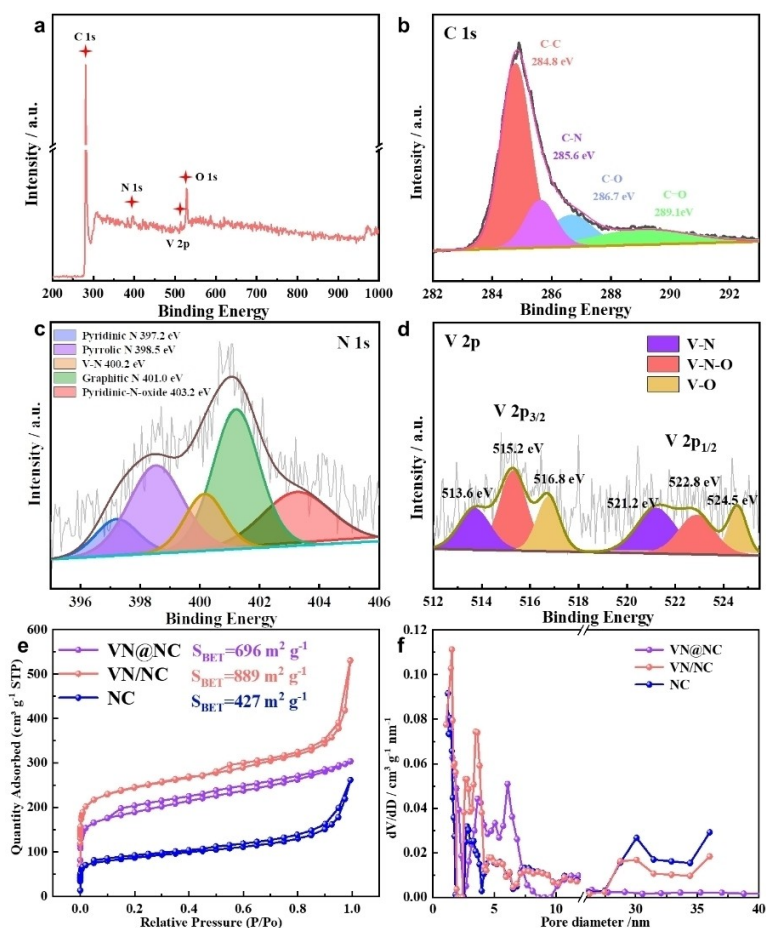 a
C 1s
N 1s
O 1s
V 2p
Intensity / a.u.
200 300 400 500 600 700 800 900 1000
Binding Energy
b
C 1s
C-C
284.8 eV
C-N
285.6 eV
C-O
286.7 eV
C=O
289.1eV
Intensity / a.u.
282 284 286 288 290 292
Binding Energy
c
N 1s
Pyridinic N 397.2 eV
Pyrrolic N 398.5 eV
V-N 400.2 eV
Graphitic N 401.0 eV
Pyridinic-N-oxide 403.2 eV
Intensity / a.u.
396 398 400 402 404 406
Binding Energy
d
V 2p
V-N
V-N-O
V-O
V 2p3/2
515.2 eV
513.6 eV
516.8 eV
V 2p1/2
521.2 eV
522.8 eV
524.5 eV
Intensity / a.u.
512 514 516 518 520 522 524
Binding Energy
e
VN@NC SBET=696 m² g⁻¹
VN/NC SBET=889 m² g⁻¹
NC SBET=427 m² g⁻¹
Quantity Adsorbed (cm³ g⁻¹ STP)
600
500
400
300
200
100
0
0.0 0.2 0.4 0.6 0.8 1.0
Relative Pressure (P/Po)
f
VN@NC
VN/NC
NC
dV/dD / cm³ g⁻¹ nm⁻¹
0.12
0.09
0.06
0.03
0.00
0 5 10 30 35 40
Pore diameter /nm